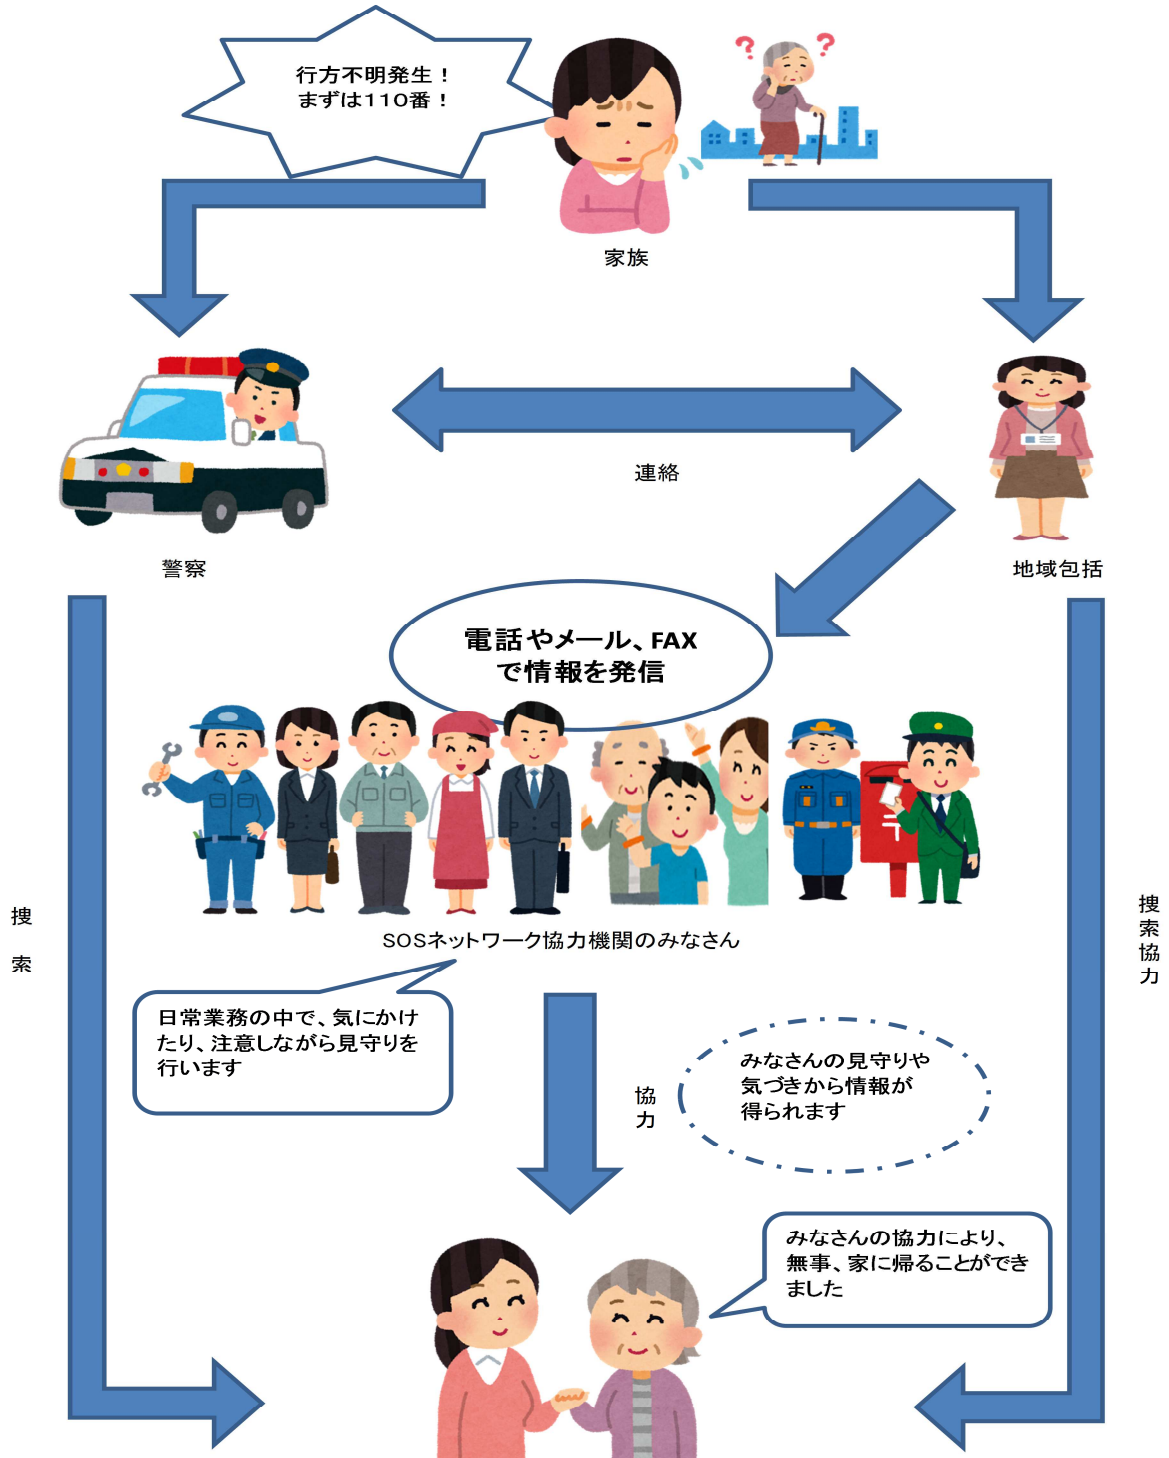 行方不明発生！
まずは110番！
家族
連絡
警察
地域包括
電話やメール、FAX
で情報を発信
SOSネットワーク協力機関のみなさん
捜索
捜索協力
日常業務の中で、気にかけ
たり、注意しながら見守りを
行います
協力
みなさんの見守りや
気づきから情報が
得られます
みなさんの協力により、
無事、家に帰ることができ
ました